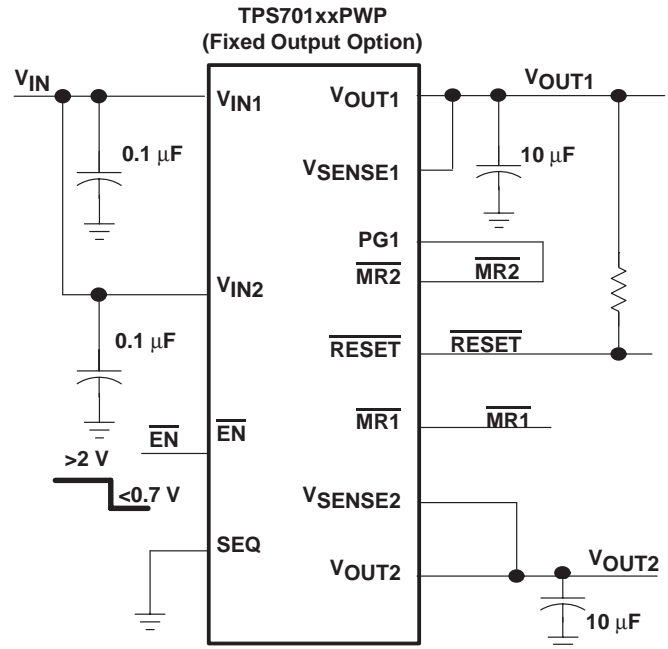 TPS701xxPWP
(Fixed Output Option)
VIN
VIN1
VOUT1
VOUT1
0.1 μF
10 μF
VSENSE1
PG1
MR2
MR2
VIN2
0.1 μF
RESET
RESET
EN
EN
MR1
MR1
>2 V
<0.7 V
VSENSE2
SEQ
VOUT2
VOUT2
10 μF